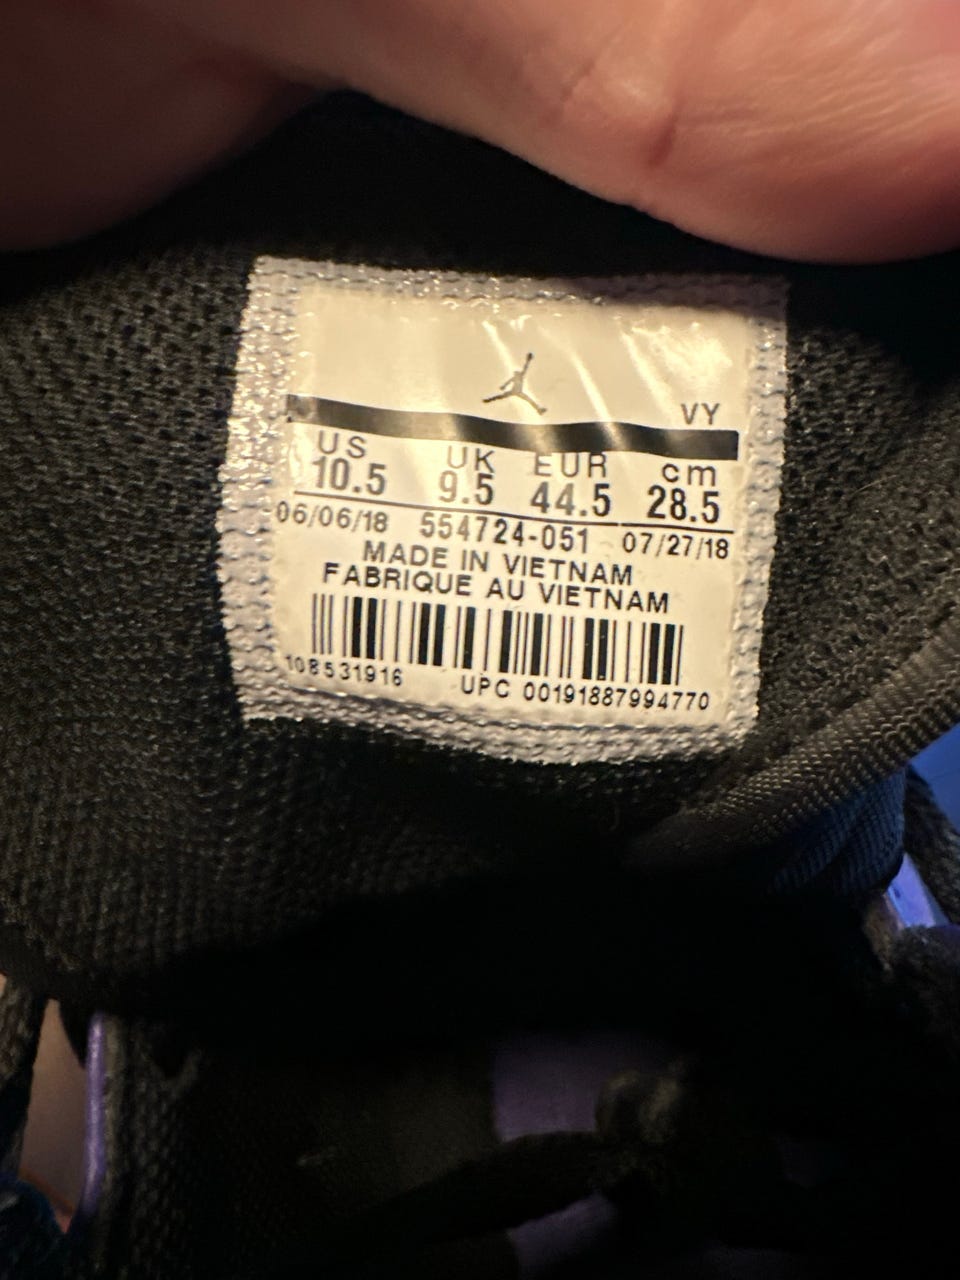 VY
US UK EUR cm
10.5 9.5 44.5 28.5
06/06/18 554724-051 07/27/18
MADE IN VIETNAM
FABRIQUE AU VIETNAM
108531916 UPC 00191887994770